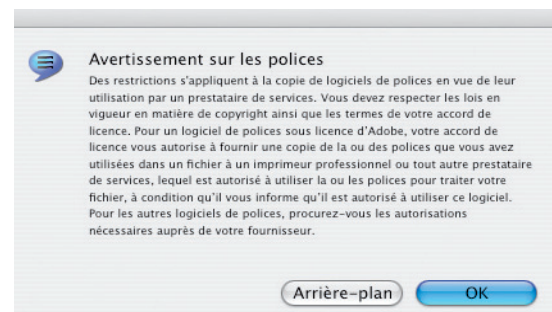 Avertissement sur les polices
Des restrictions s'appliquent à la copie de logiciels de polices en vue de leur
utilisation par un prestataire de services. Vous devez respecter les lois en
vigueur en matière de copyright ainsi que les termes de votre accord de
licence. Pour un logiciel de polices sous licence d'Adobe, votre accord de
licence vous autorise à fournir une copie de la ou des polices que vous avez
utilisées dans un fichier à un imprimeur professionnel ou tout autre prestataire
de services, lequel est autorisé à utiliser la ou les polices pour traiter votre
fichier, à condition qu'il vous informe qu'il est autorisé à utiliser ce logiciel.
Pour les autres logiciels de polices, procurez-vous les autorisations
nécessaires auprès de votre fournisseur.
Arrière-plan OK